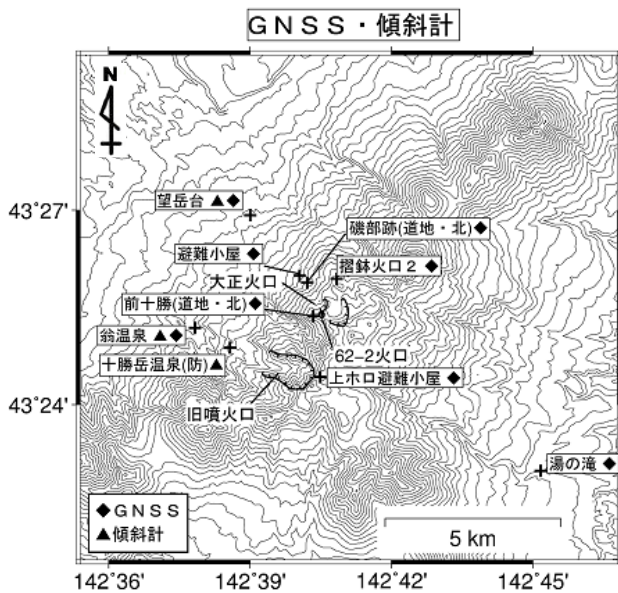 GNSS・傾斜計
N
43˚27'
望岳台▲◆
磯部跡(道地・北)◆
避難小屋◆
摺鉢火口2◆
大正火口
前十勝(道地・北)◆
翁温泉▲◆
62-2火口
十勝岳温泉(防)▲
上ホロ避難小屋◆
43˚24'
旧噴火口
湯の滝◆
◆GNSS
▲傾斜計
5 km
142˚36'
142˚39'
142˚42'
142˚45'